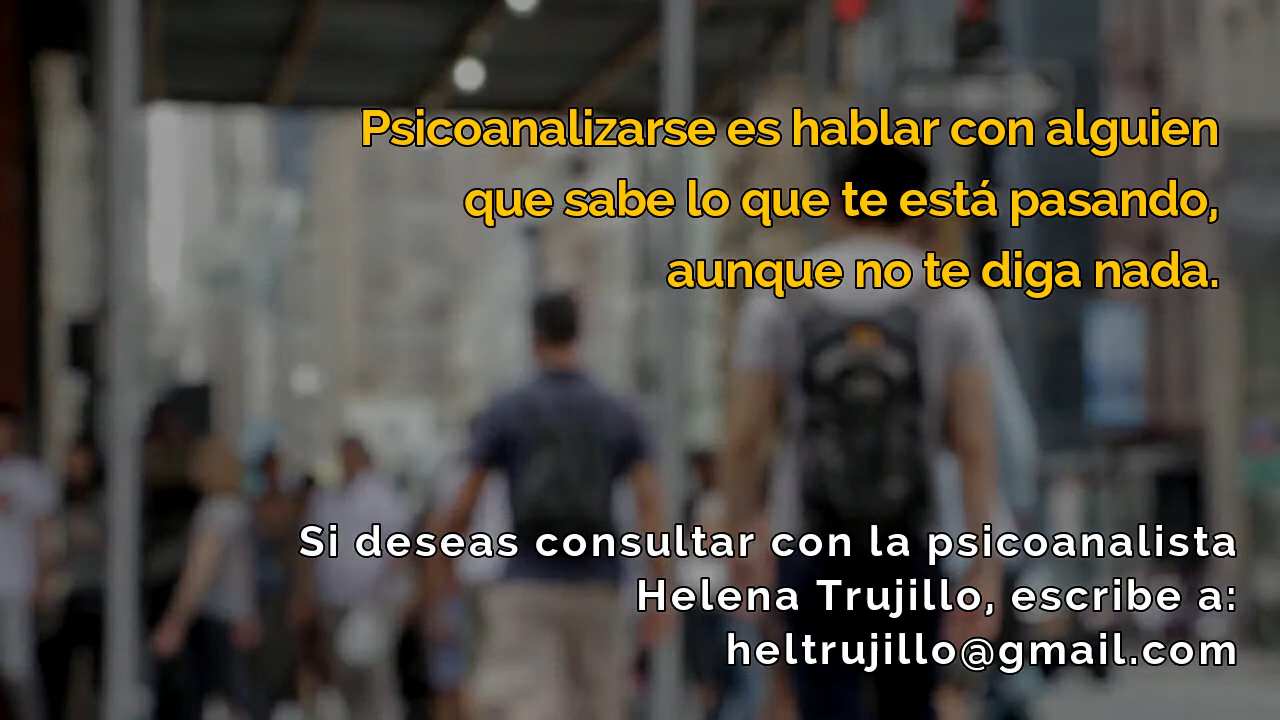 Psicoanalizarse es hablar con alguien
que sabe lo que te está pasando,
aunque no te diga nada.
Si deseas consultar con la psicoanalista
Helena Trujillo, escribe a:
heltrujillo@gmail.com